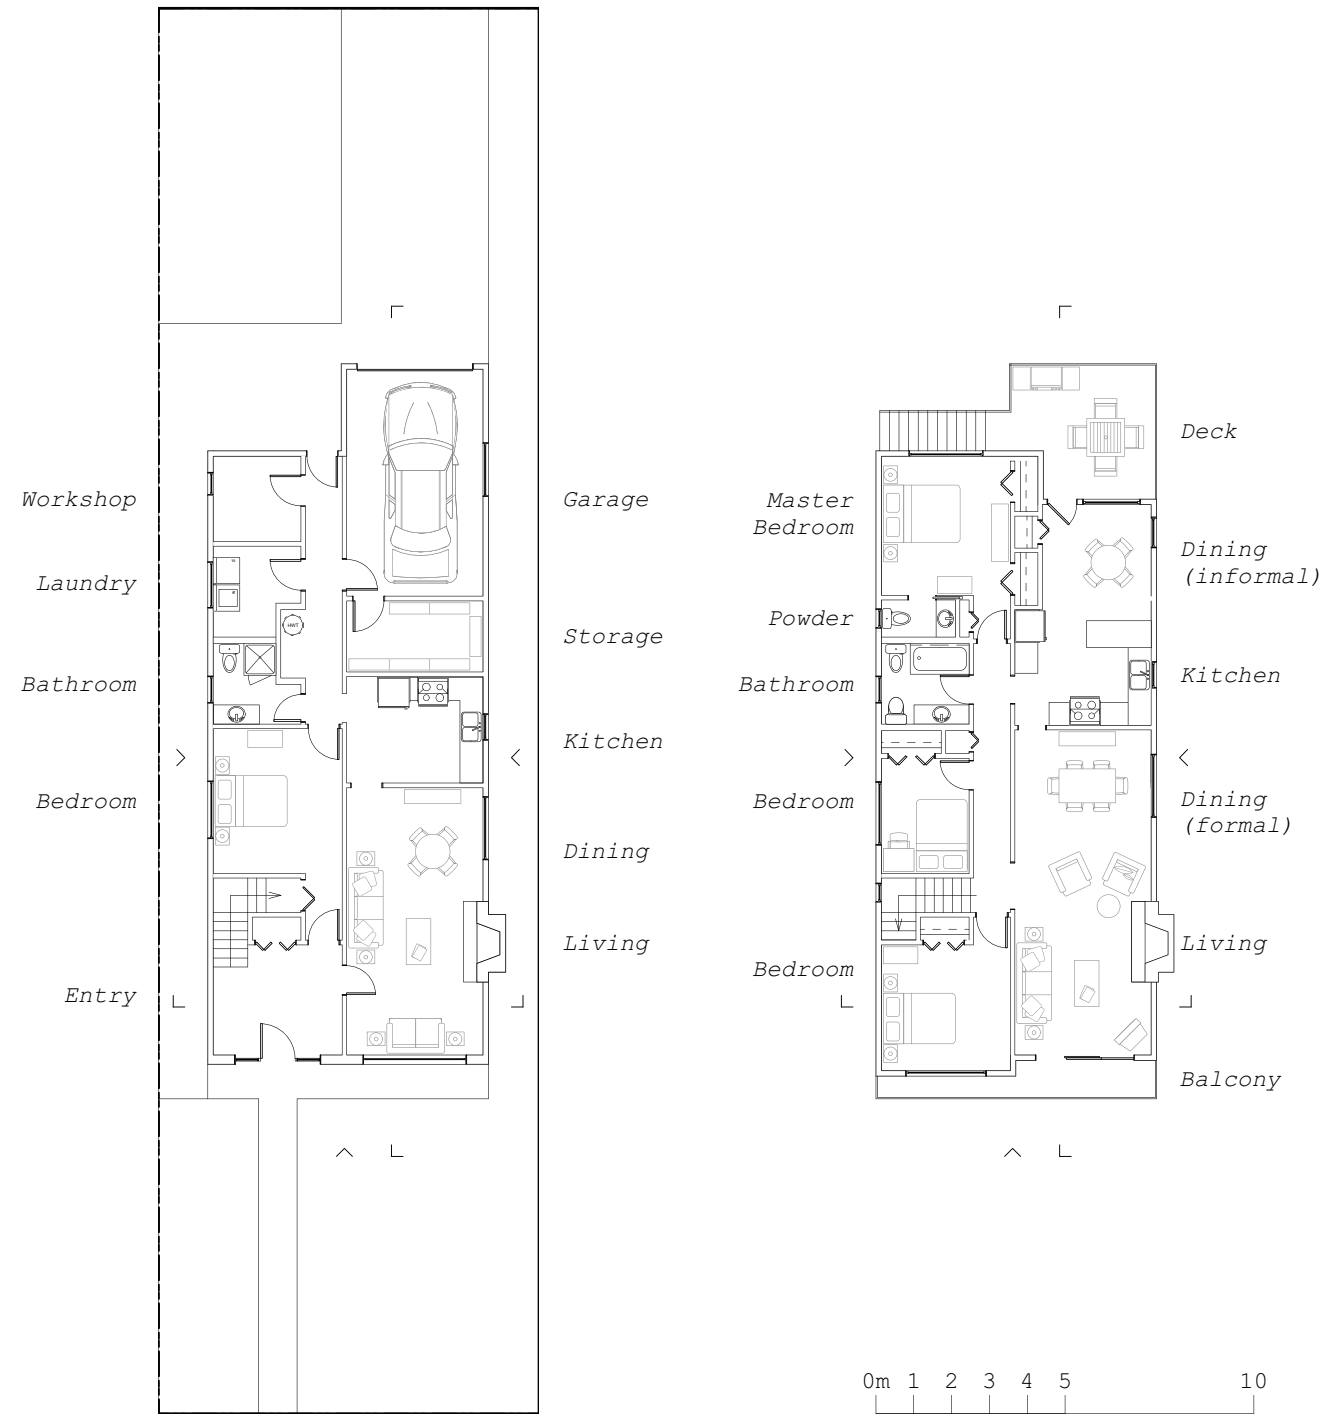 Workshop
Laundry
Bathroom
Bedroom
Entry
HWT
Garage
Storage
Kitchen
Dining
Living
Master
Bedroom
Powder
Bathroom
Bedroom
Bedroom
Deck
Dining
(informal)
Kitchen
Dining
(formal)
Living
Balcony
0m 1 2 3 4 5 10